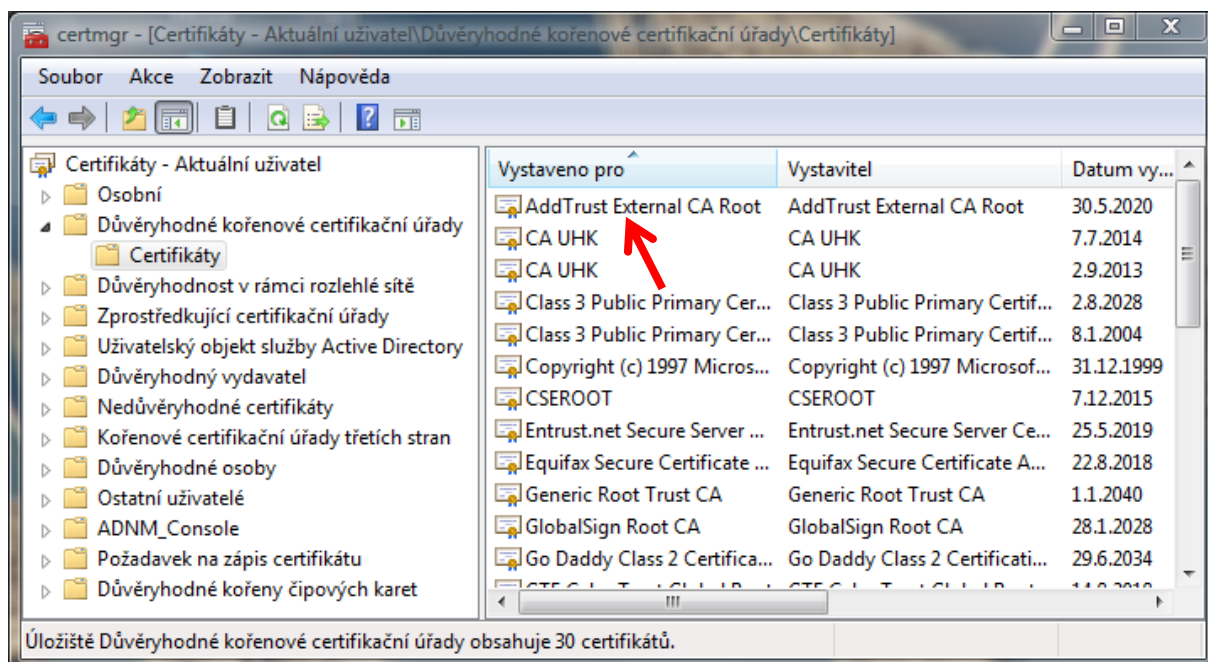 certmgr - [Certifikáty - Aktuální uživatel\Důvěryhodné kořenové certifikační úřady\Certifikáty]
Soubor Akce Zobrazit Nápověda
Certifikáty - Aktuální uživatel
Osobní
Důvěryhodné kořenové certifikační úřady
Certifikáty
Důvěryhodnost v rámci rozlehlé sítě
Zprostředkující certifikační úřady
Uživatelský objekt služby Active Directory
Důvěryhodný vydavatel
Nedůvěryhodné certifikáty
Kořenové certifikační úřady třetích stran
Důvěryhodné osoby
Ostatní uživatelé
ADNM_Console
Požadavek na zápis certifikátu
Důvěryhodné kořeny čipových karet
Vystaveno pro Vystavitel Datum vy...
AddTrust External CA Root AddTrust External CA Root 30.5.2020
CA UHK CA UHK 7.7.2014
CA UHK CA UHK 2.9.2013
Class 3 Public Primary Cer... Class 3 Public Primary Certif... 2.8.2028
Class 3 Public Primary Cer... Class 3 Public Primary Certif... 8.1.2004
Copyright (c) 1997 Micros... Copyright (c) 1997 Microsof... 31.12.1999
CSEROOT CSEROOT 7.12.2015
Entrust.net Secure Server ... Entrust.net Secure Server Ce... 25.5.2019
Equifax Secure Certificate ... Equifax Secure Certificate A... 22.8.2018
Generic Root Trust CA Generic Root Trust CA 1.1.2040
GlobalSign Root CA GlobalSign Root CA 28.1.2028
Go Daddy Class 2 Certifica... Go Daddy Class 2 Certificati... 29.6.2034
Úložiště Důvěryhodné kořenové certifikační úřady obsahuje 30 certifikátů.